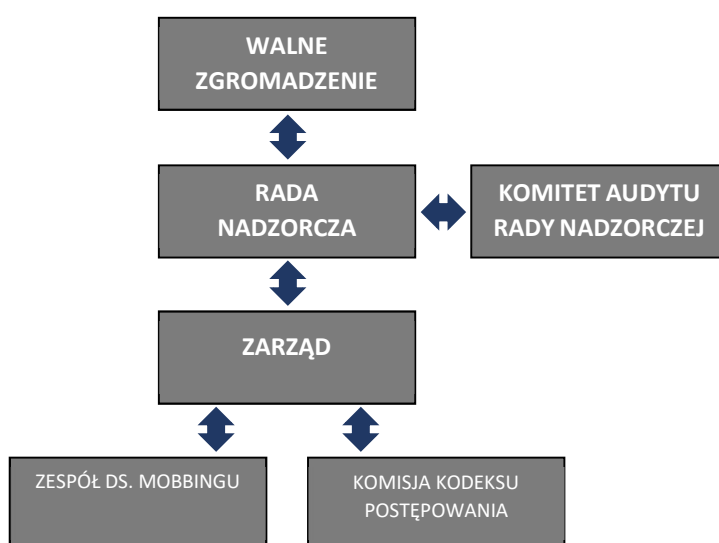 WALNE
ZGROMADZENIE
RADA
NADZORCZA
KOMITET AUDYTU
RADY NADZORCZEJ
ZARZĄD
ZESPÓŁ DS. MOBBINGU
KOMISJA KODEKSU
POSTĘPOWANIA